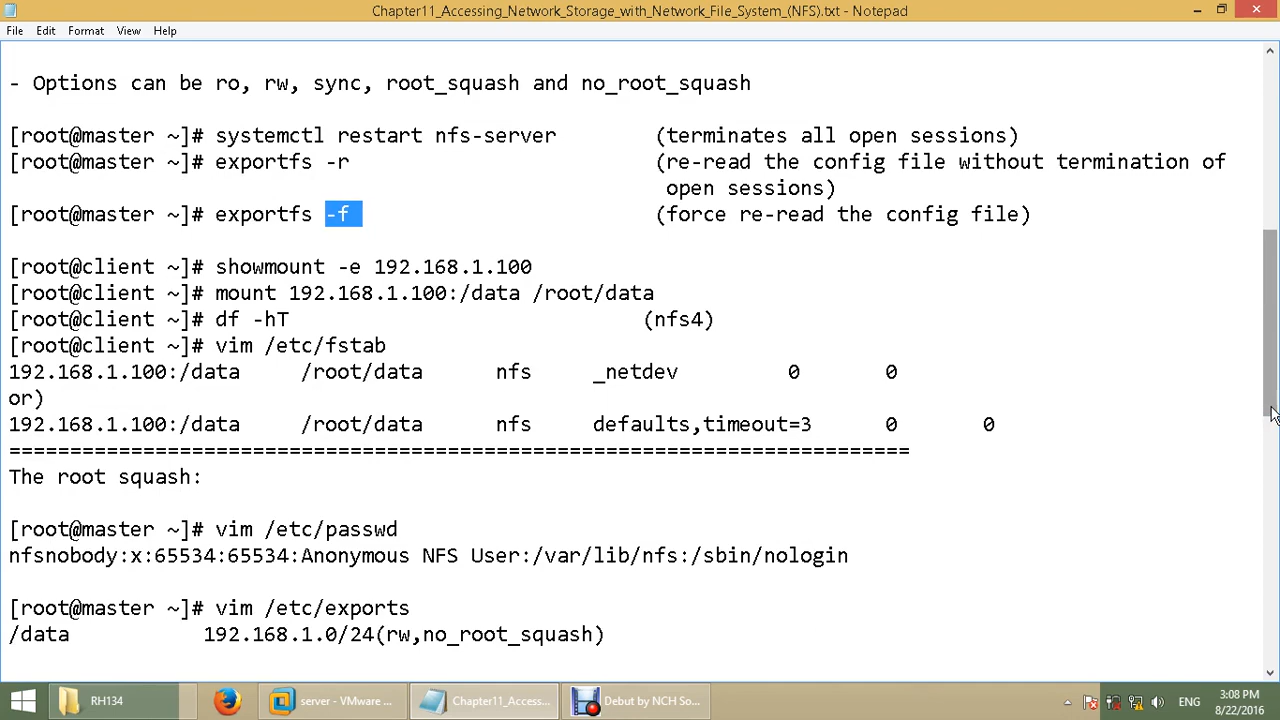 Chapter11_Accessing_Network_Storage_with_Network_File_System_(NFS).txt - Notepad
File Edit Format View Help
- Options can be ro, rw, sync, root_squash and no_root_squash
[root@master ~]# systemctl restart nfs-server (terminates all open sessions)
[root@master ~]# exportfs -r (re-read the config file without termination of
open sessions)
[root@master ~]# exportfs -f (force re-read the config file)
[root@client ~]# showmount -e 192.168.1.100
[root@client ~]# mount 192.168.1.100:/data /root/data
[root@client ~]# df -hT (nfs4)
[root@client ~]# vim /etc/fstab
192.168.1.100:/data /root/data nfs _netdev 0 0
or)
192.168.1.100:/data /root/data nfs defaults,timeout=3 0 0
==========================================================================
The root squash:
[root@master ~]# vim /etc/passwd
nfsnobody:x:65534:65534:Anonymous NFS User:/var/lib/nfs:/sbin/nologin
[root@master ~]# vim /etc/exports
/data 192.168.1.0/24(rw,no_root_squash)
RH134
server - VMware ...
Chapter11_Access...
Debut by NCH So...
ENG
3:08 PM
8/22/2016